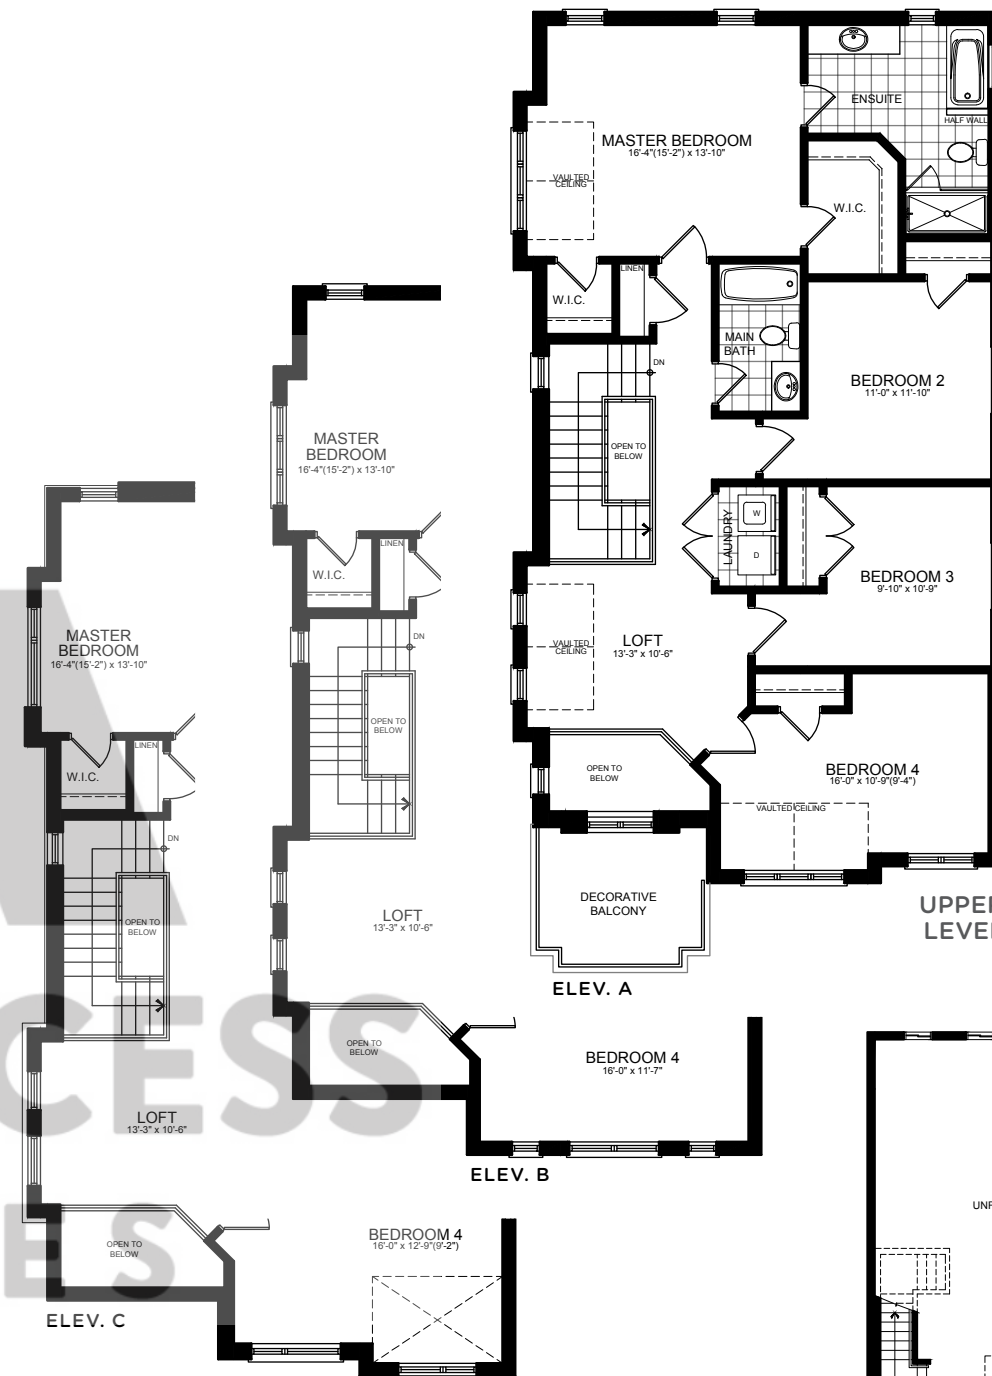 ENSUITE
HALF WALL
MASTER BEDROOM
16'-4"(15'-2") x 13'-10"
VAULTED
CEILING
W.I.C.
W.I.C.
LINEN
MAIN
BATH
DN
BEDROOM 2
11'-0" x 11'-10"
OPEN TO
BELOW
LAUNDRY
W
D
BEDROOM 3
9'-10" x 10'-9"
LOFT
13'-3" x 10'-6"
VAULTED
CEILING
OPEN TO
BELOW
BEDROOM 4
16'-0" x 10'-9"(9'-4")
VAULTED CEILING
DECORATIVE
BALCONY
UPPER
LEVEL
ELEV. A
MASTER
BEDROOM
16'-4"(15'-2") x 13'-10"
W.I.C.
LINEN
DN
OPEN TO
BELOW
LOFT
13'-3" x 10'-6"
OPEN TO
BELOW
BEDROOM 4
16'-0" x 11'-7"
ELEV. B
MASTER
BEDROOM
16'-4"(15'-2") x 13'-10"
W.I.C.
LINEN
DN
OPEN TO
BELOW
LOFT
13'-3" x 10'-6"
OPEN TO
BELOW
BEDROOM 4
16'-0" x 12'-9"(9'-2")
ELEV. C